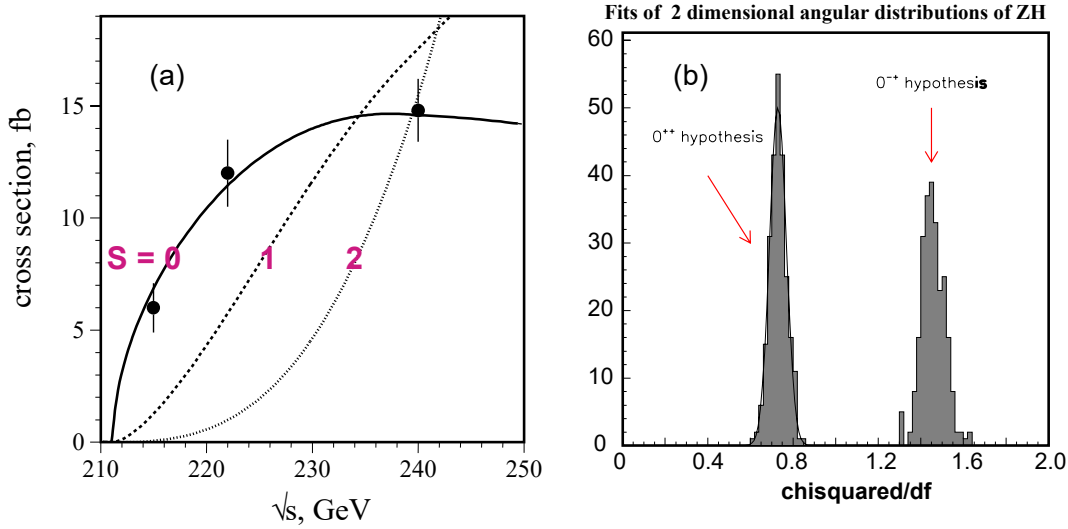 (a)
cross section, fb
15
10
5
0
S = 0
1
2
210
220
230
240
250
√s, GeV
Fits of 2 dimensional angular distributions of ZH
(b)
60
50
40
30
20
10
0
0⁺⁺ hypothesis
0⁻⁺ hypothesis
0
0.4
0.8
1.2
1.6
2.0
chisquared/df